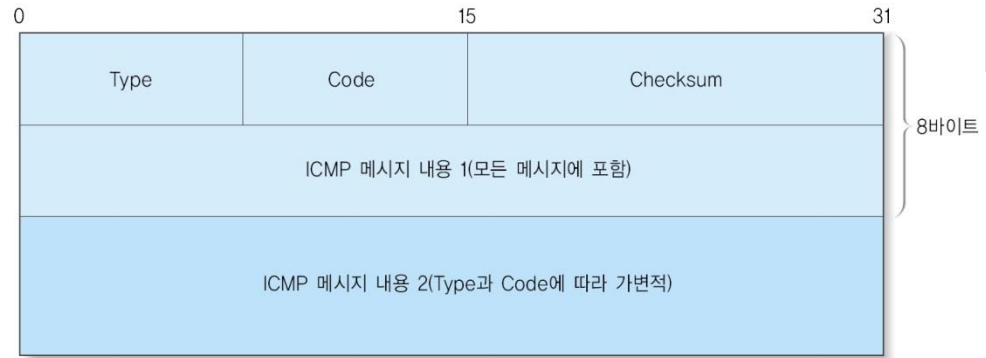 0 15 31
Type Code Checksum
8바이트
ICMP 메시지 내용 1(모든 메시지에 포함)
ICMP 메시지 내용 2(Type과 Code에 따라 가변적)